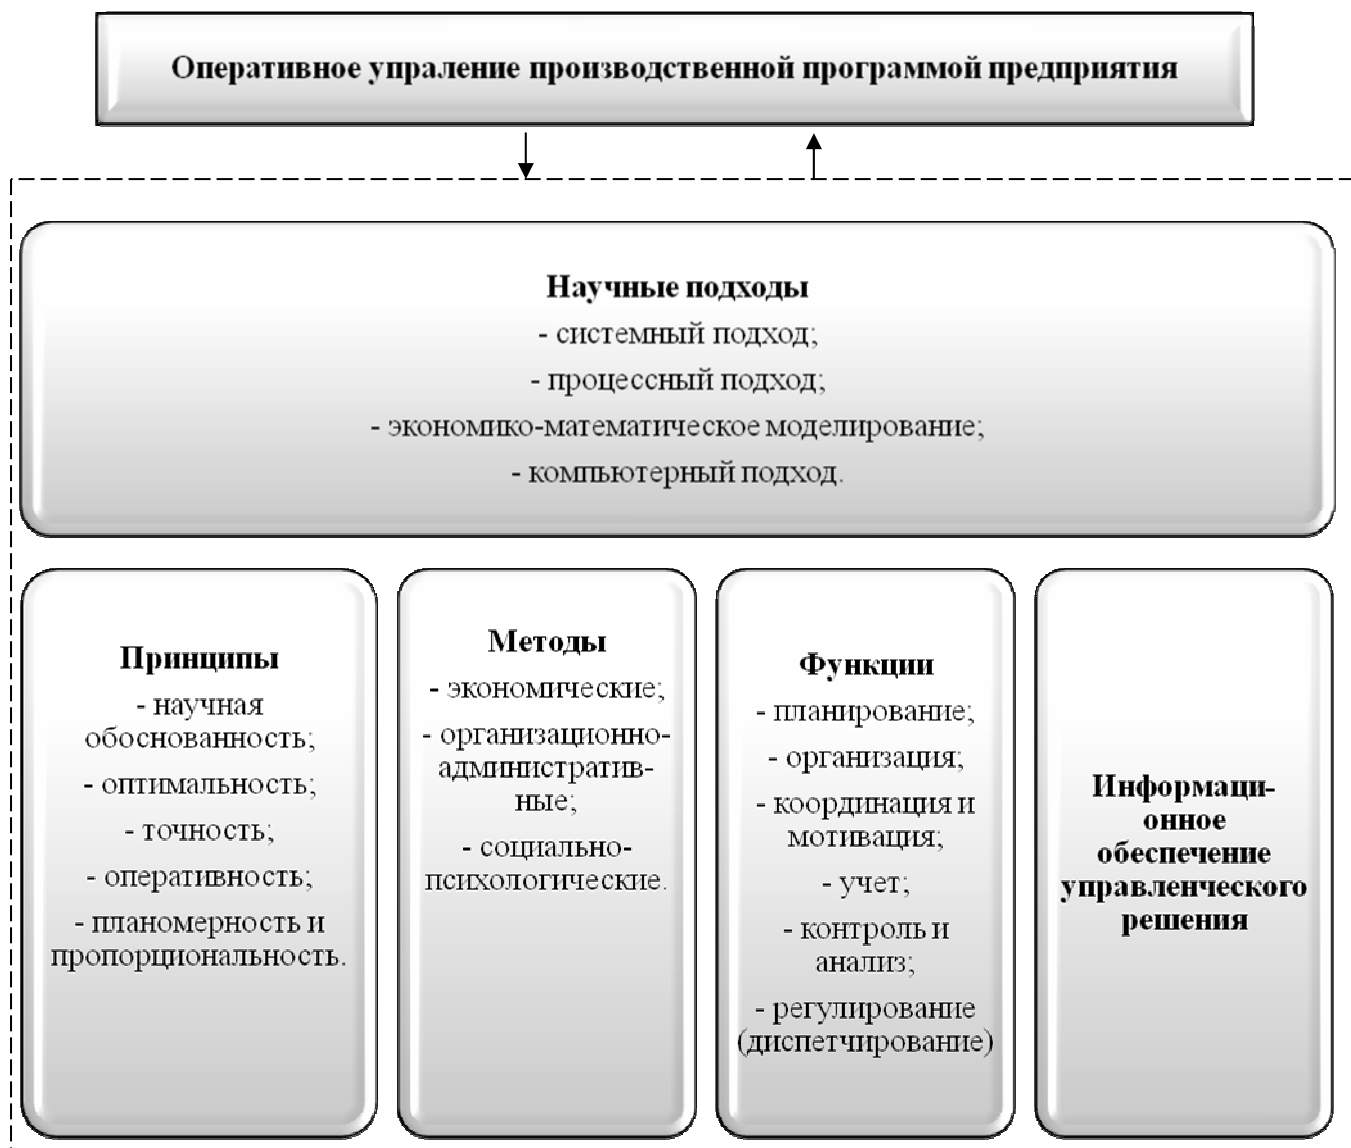 Оперативное упраление производственной программой предприятия
Научные подходы
- системный подход;
- процессный подход;
- экономико-математическое моделирование;
- компьютерный подход.
Принципы
- научная
обоснованность;
- оптимальность;
- точность;
- оперативность;
- планомерность и
пропорциональность.
Методы
- экономические;
- организационно-
административ-
ные;
- социально-
психологические.
Функции
- планирование;
- организация;
- координация и
мотивация;
- учет;
- контроль и
анализ;
- регулирование
(диспетчирование)
Информаци-
онное
обеспечение
управленческого
решения